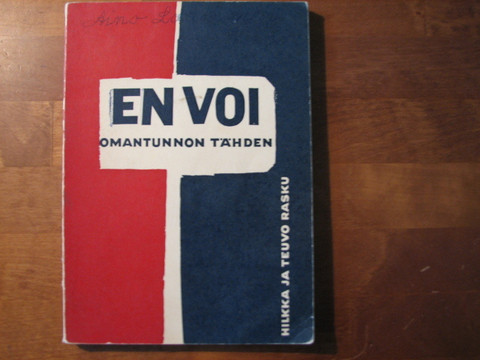 EN VOI
OMANTUNNON TÄHDEN
HILKKA JA TEUVO RASKU